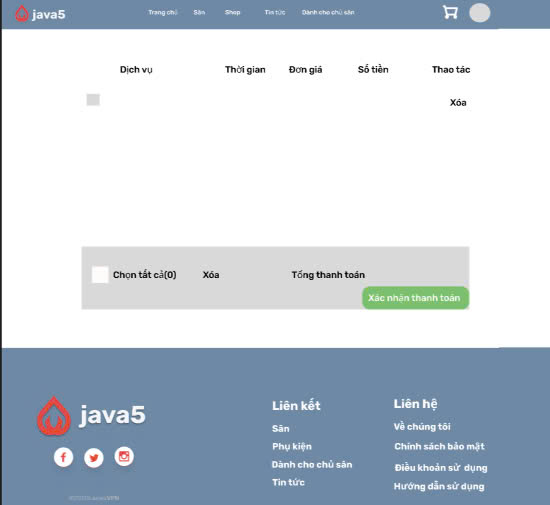 java5 Trang chủ Sân Shop Tin tức Dành cho chủ sân
Dịch vụ Thời gian Đơn giá Số tiền Thao tác
Xóa
Chọn tất cả(0) Xóa Tổng thanh toán
Xác nhận thanh toán
java5
Liên kết
Sân
Phụ kiện
Dành cho chủ sân
Tin tức
Liên hệ
Về chúng tôi
Chính sách bảo mật
Điều khoản sử dụng
Hướng dẫn sử dụng